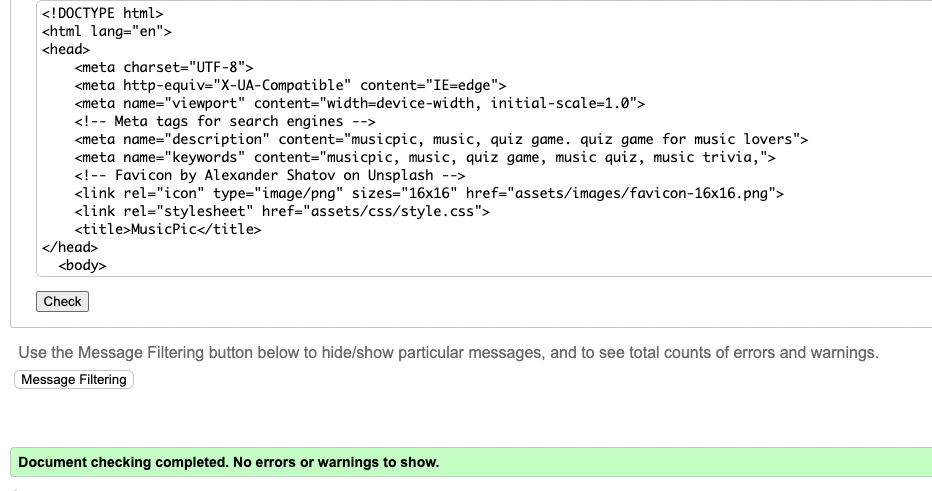 <!DOCTYPE html>
<html lang="en">
<head>
    <meta charset="UTF-8">
    <meta http-equiv="X-UA-Compatible" content="IE=edge">
    <meta name="viewport" content="width=device-width, initial-scale=1.0">
    <!-- Meta tags for search engines -->
    <meta name="description" content="musicpic, music, quiz game. quiz game for music lovers">
    <meta name="keywords" content="musicpic, music, quiz game, music quiz, music trivia,">
    <!-- Favicon by Alexander Shatov on Unsplash -->
    <link rel="icon" type="image/png" sizes="16x16" href="assets/images/favicon-16x16.png">
    <link rel="stylesheet" href="assets/css/style.css">
    <title>MusicPic</title>
</head>
  <body>
Check
Use the Message Filtering button below to hide/show particular messages, and to see total counts of errors and warnings.
Message Filtering
Document checking completed. No errors or warnings to show.